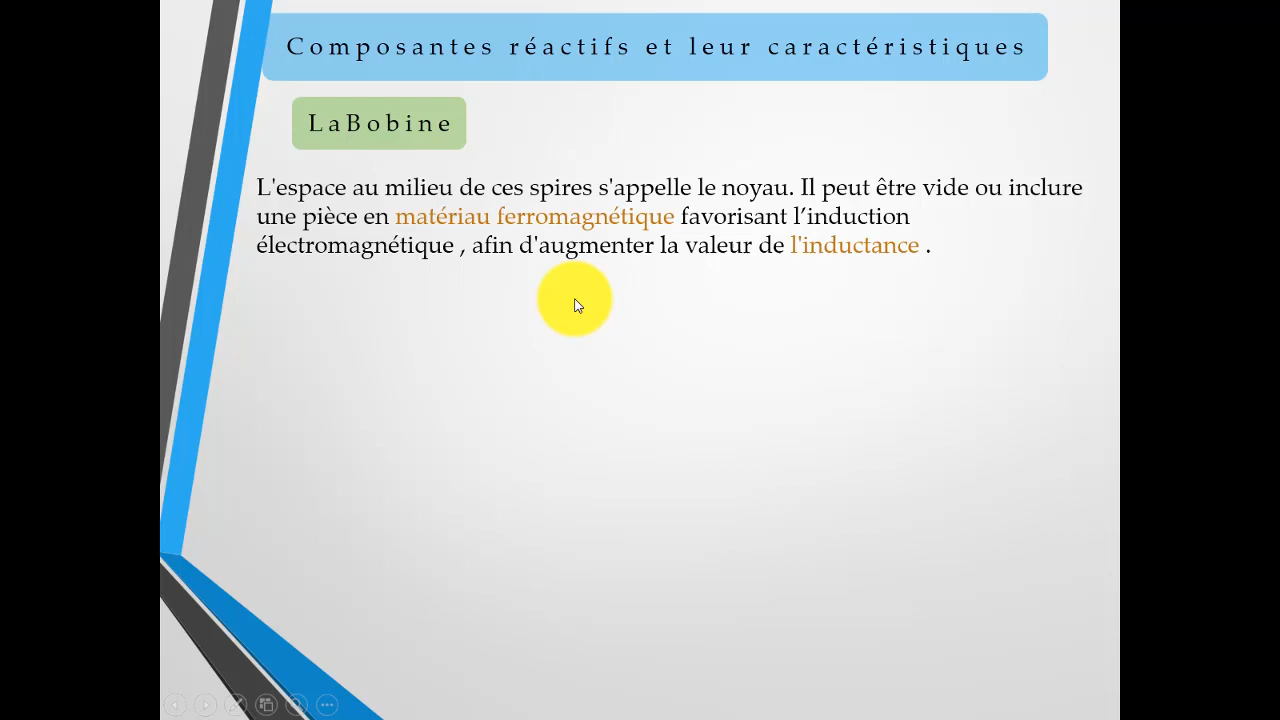 Composantes réactifs et leur caractéristiques
LaBobine
L'espace au milieu de ces spires s'appelle le noyau. Il peut être vide ou inclure
une pièce en matériau ferromagnétique favorisant l’induction
électromagnétique , afin d'augmenter la valeur de l'inductance .